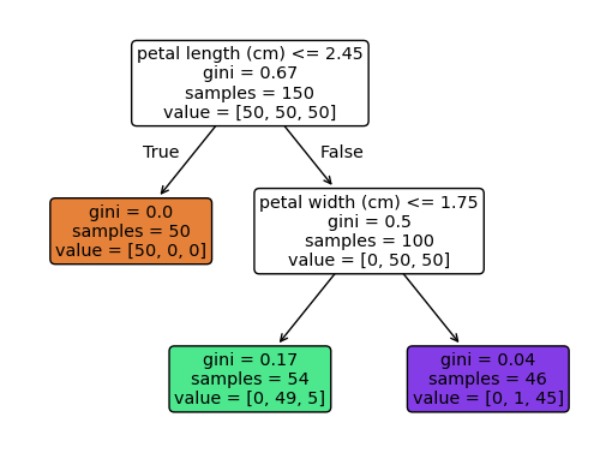 petal length (cm) <= 2.45
gini = 0.67
samples = 150
value = [50, 50, 50]
True
False
gini = 0.0
samples = 50
value = [50, 0, 0]
petal width (cm) <= 1.75
gini = 0.5
samples = 100
value = [0, 50, 50]
gini = 0.17
samples = 54
value = [0, 49, 5]
gini = 0.04
samples = 46
value = [0, 1, 45]